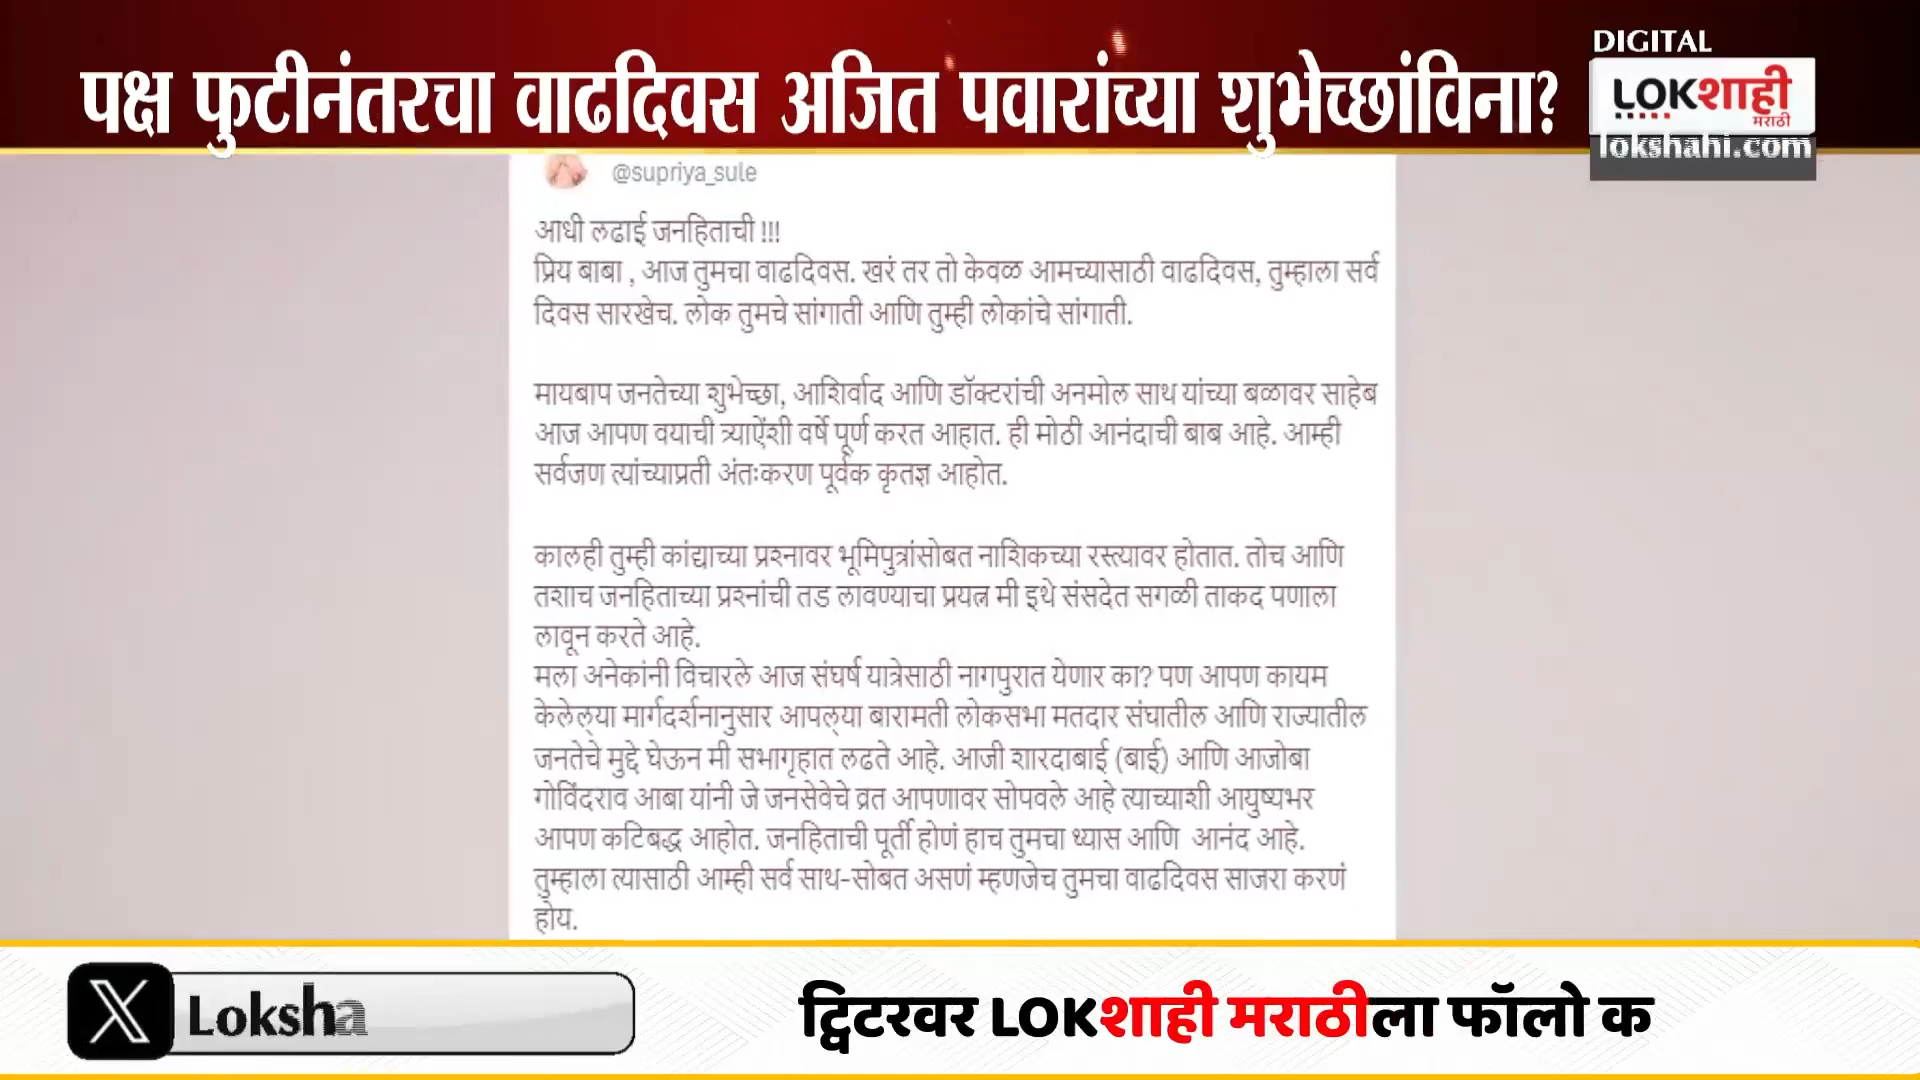 पक्ष फुटीनंतरचा वाढदिवस अजित पवारांच्या शुभेच्छांविना?
DIGITAL
LOKशाही
मराठी
lokshahi.com
@supriya_sule
आधी लढाई जनहिताची !!!
प्रिय बाबा , आज तुमचा वाढदिवस. खरं तर तो केवळ आमच्यासाठी वाढदिवस, तुम्हाला सर्व
दिवस सारखेच. लोक तुमचे सांगाती आणि तुम्ही लोकांचे सांगाती.
मायबाप जनतेच्या शुभेच्छा, आशिर्वाद आणि डॉक्टरांची अनमोल साथ यांच्या बळावर साहेब
आज आपण वयाची त्र्याऐंशी वर्षे पूर्ण करत आहात. ही मोठी आनंदाची बाब आहे. आम्ही
सर्वजण त्यांच्याप्रती अंतःकरण पूर्वक कृतज्ञ आहोत.
कालही तुम्ही कांद्याच्या प्रश्नावर भूमिपुत्रांसोबत नाशिकच्या रस्त्यावर होतात. तोच आणि
तशाच जनहिताच्या प्रश्नांची तड लावण्याचा प्रयत्न मी इथे संसदेत सगळी ताकद पणाला
लावून करते आहे.
मला अनेकांनी विचारले आज संघर्ष यात्रेसाठी नागपुरात येणार का? पण आपण कायम
केलेल्या मार्गदर्शनानुसार आपल्या बारामती लोकसभा मतदार संघातील आणि राज्यातील
जनतेचे मुद्दे घेऊन मी सभागृहात लढते आहे. आजी शारदाबाई (बाई) आणि आजोबा
गोविंदराव आबा यांनी जे जनसेवेचे व्रत आपणावर सोपवले आहे त्याच्याशी आयुष्यभर
आपण कटिबद्ध आहोत. जनहिताची पूर्ती होणं हाच तुमचा ध्यास आणि आनंद आहे.
तुम्हाला त्यासाठी आम्ही सर्व साथ-सोबत असणं म्हणजेच तुमचा वाढदिवस साजरा करणं
होय.
X Loksha
ट्विटरवर LOKशाही मराठीला फॉलो क